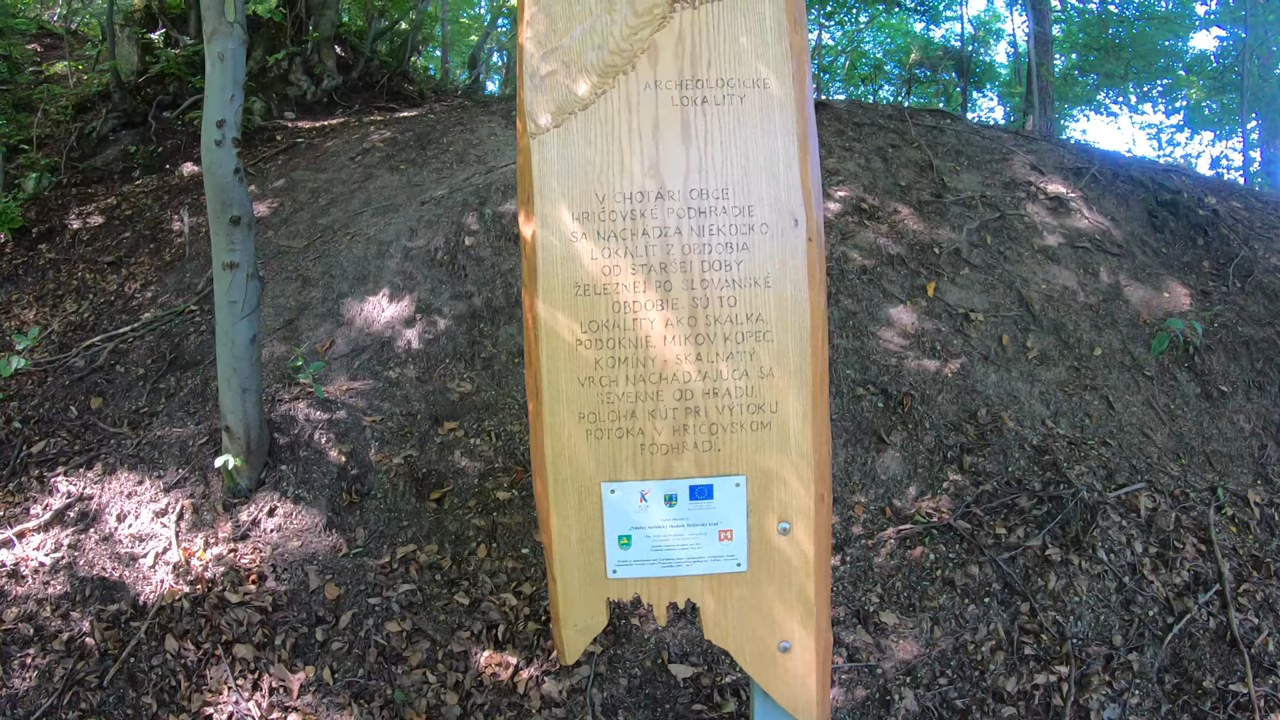 ARCHEOLOGICKE
LOKALITY
V CHOTÁRI OBCE
HRIČOVSKÉ PODHRADIE
SA NACHÁDZA NIEKOĽKO
LOKALÍT Z OBDOBIA
OD STARŠEJ DOBY
ŽELEZNEJ PO SLOVANSKÉ
OBDOBIE. SÚ TO
LOKALITY AKO SKALKA,
PODOKNIE, MIKOV KOPEC,
KOMÍNY - SKALNATÝ
VRCH NACHÁDZAJÚCA SA
SEVERNE OD HRADU,
POLOHA KÚT PRI VÝTOKU
POTOKA V HRIČOVSKOM
PODHRADÍ.